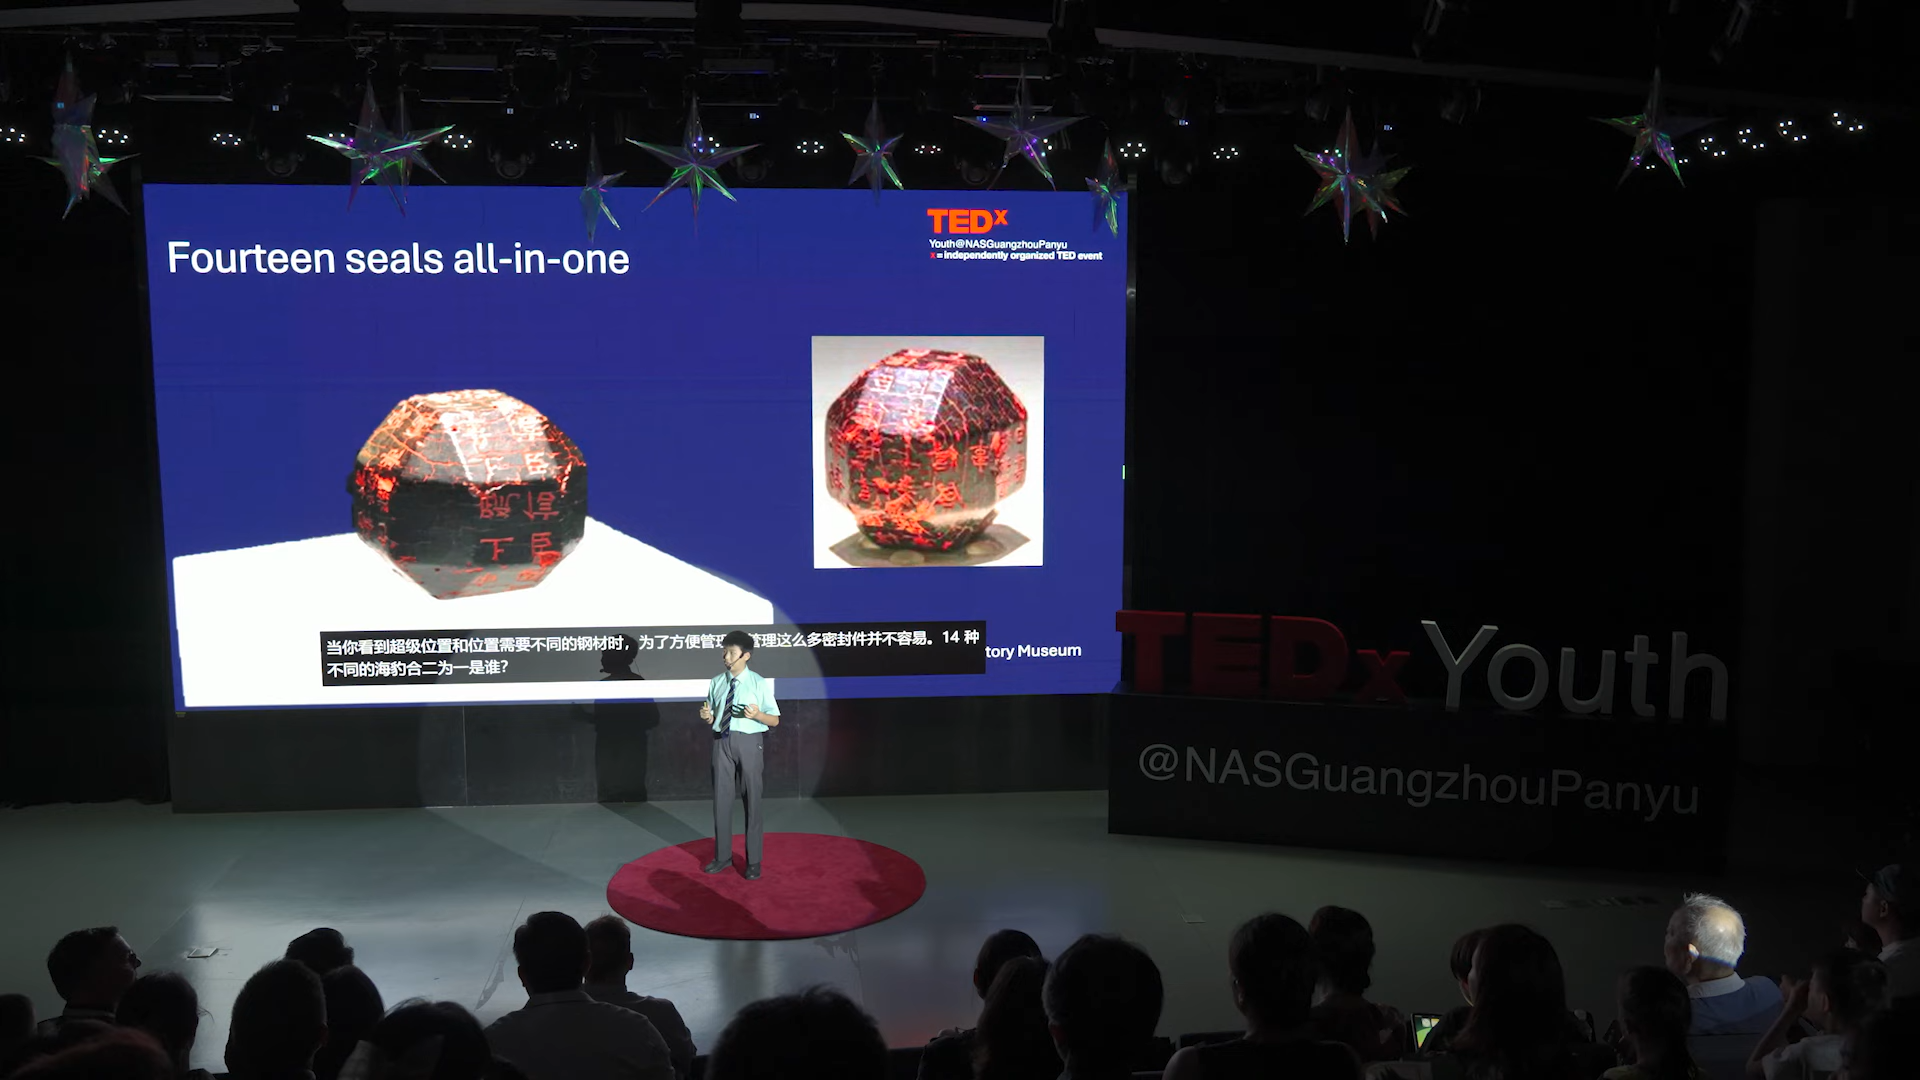 Fourteen seals all-in-one
TEDx
Youth@NASGuangzhouPanyu
x = independently organized TED event
当你看到超级位置和位置需要不同的钢材时，为了方便管理 管理这么多密封件并不容易。14 种
不同的海豹合二为一是谁？
tory Museum
TEDxYouth
@NASGuangzhouPanyu